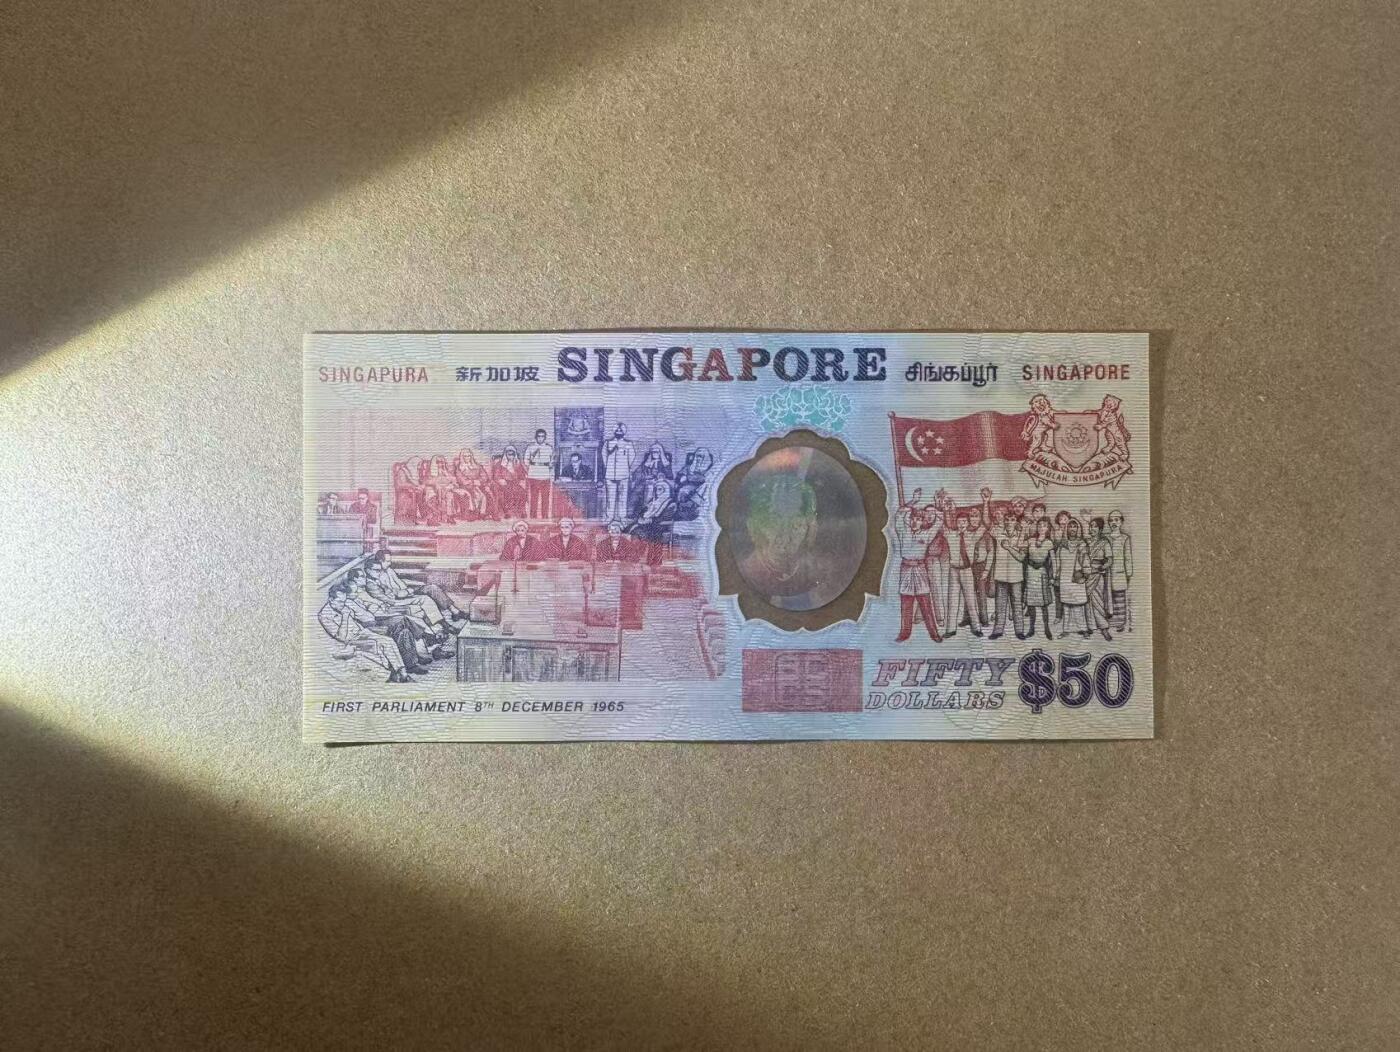 SINGAPURA 新加坡 SINGAPORE சிங்கப்பூர் SINGAPORE
MAJULAH SINGAPURA
FIFTY
DOLLARS
$50
FIRST PARLIAMENT 8TH DECEMBER 1965